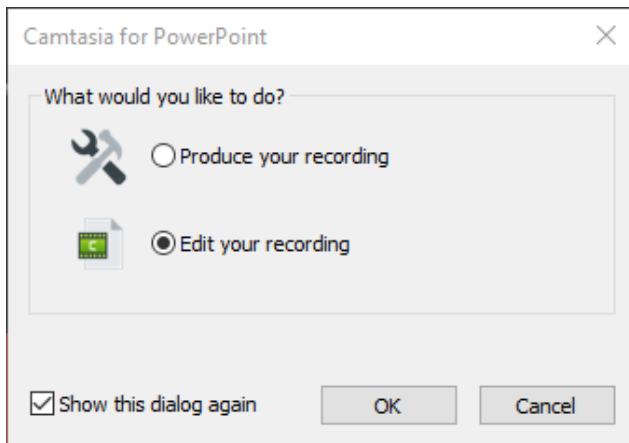 Camtasia for PowerPoint
What would you like to do?
Produce your recording
C
Edit your recording
Show this dialog again
OK
Cancel